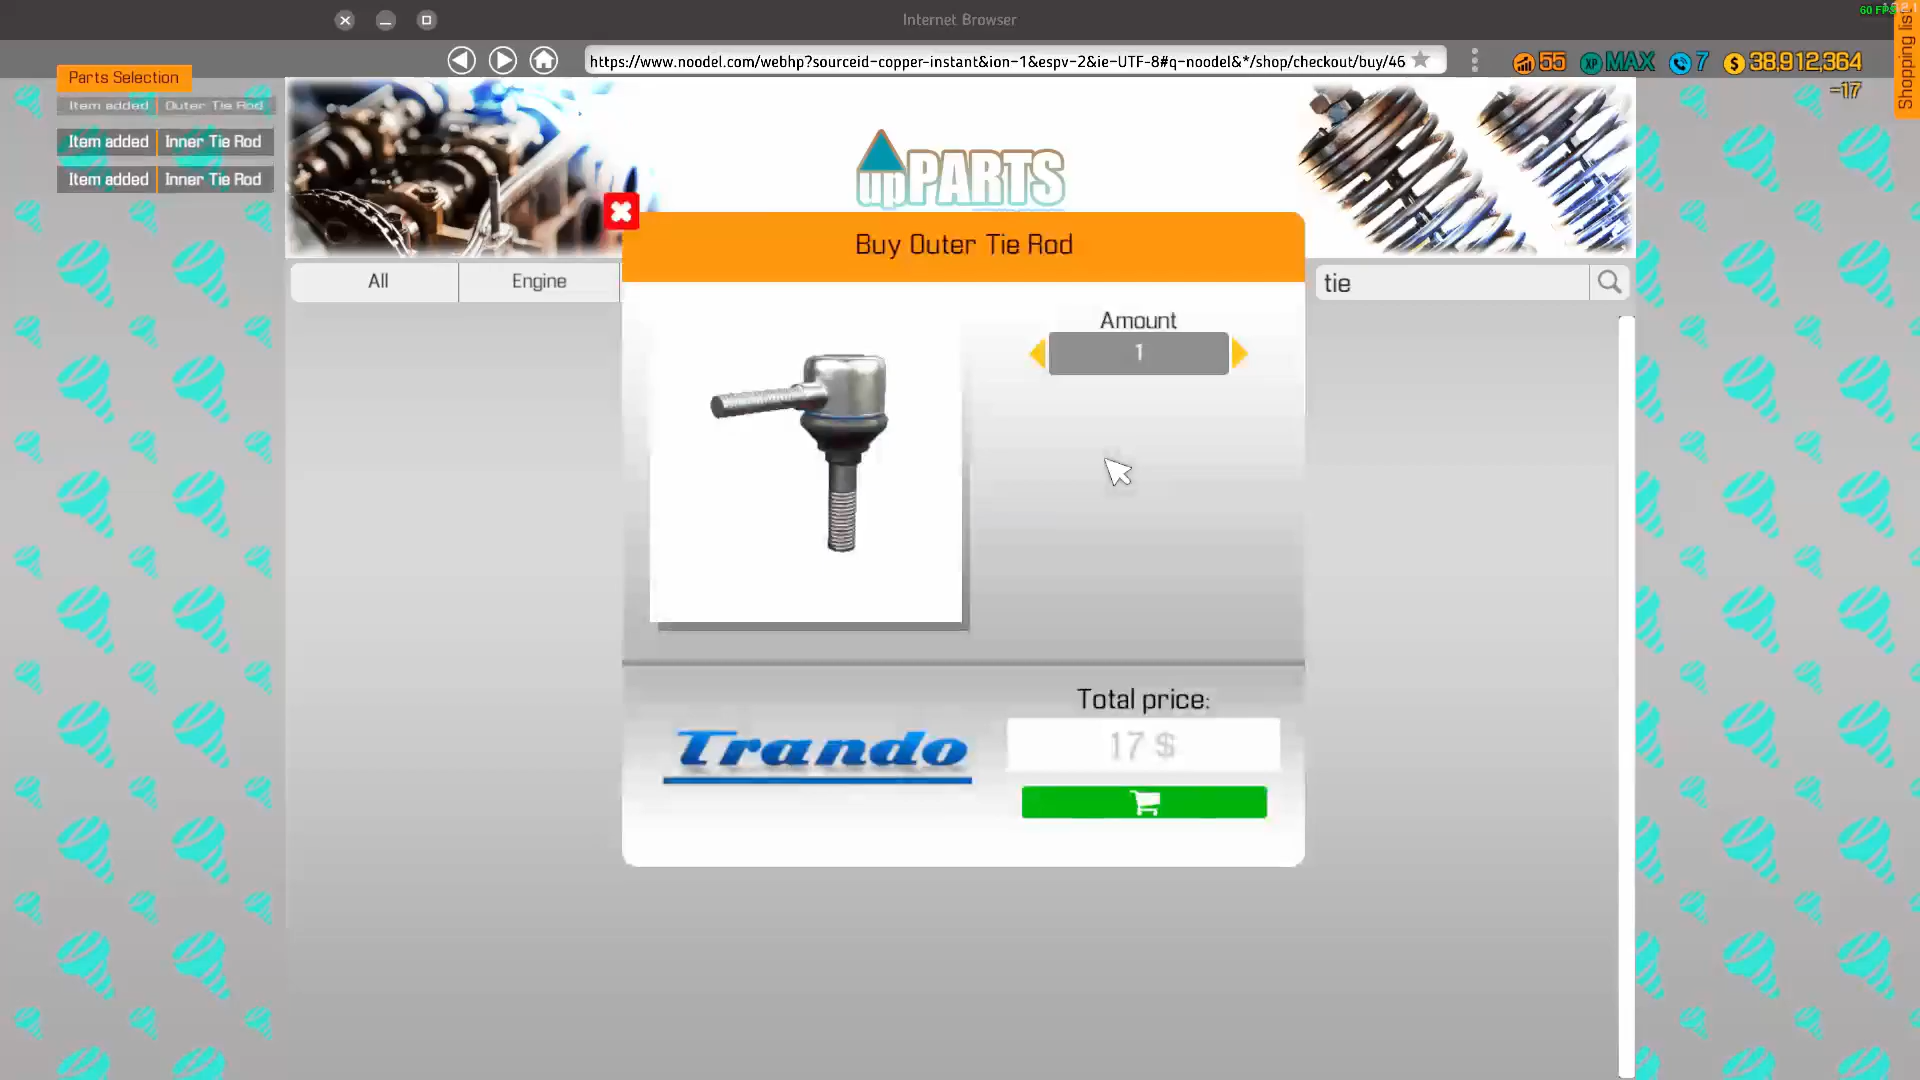 Internet Browser
60 FPS
https://www.noodel.com/webhp?sourceid-copper-instant&ion-1&espv-2&ie-UTF-8#q-noodel&*/shop/checkout/buy/46
55
XP MAX
7
$ 38,912,364
-17
Shopping list
Parts Selection
Item added Outer Tie Rod
Item added Inner Tie Rod
Item added Inner Tie Rod
upPARTS
Buy Outer Tie Rod
All
Engine
tie
Amount
1
Total price:
Trando
17 $